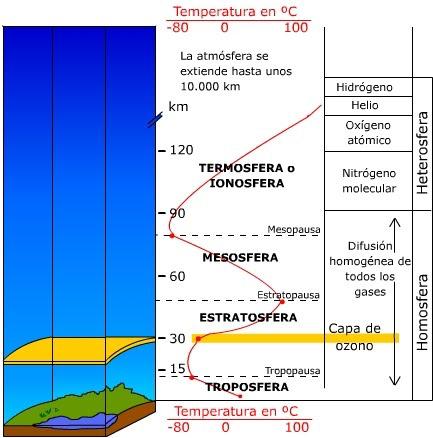 Temperatura en ºC
-80 0 100
La atmósfera se
extiende hasta unos
10.000 km
km
120
90
60
30
15
TERMOSFERA o
IONOSFERA
Mesopausa
MESOSFERA
Estratopausa
ESTRATOSFERA
Tropopausa
TROPOSFERA
Hidrógeno
Helio
Oxígeno
atómico
Nitrógeno
molecular
Difusión
homogénea de
todos los
gases
Capa de
ozono
Heterosfera
Homosfera
-80 0 100
Temperatura en ºC